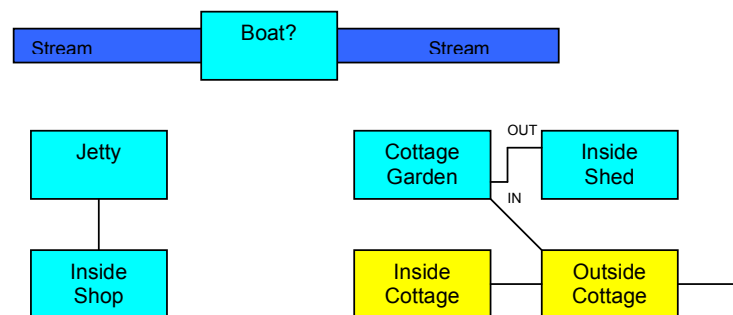 Boat?
Stream
Stream
Jetty
Cottage
Garden
OUT
IN
Inside
Shed
Inside
Shop
Inside
Cottage
Outside
Cottage